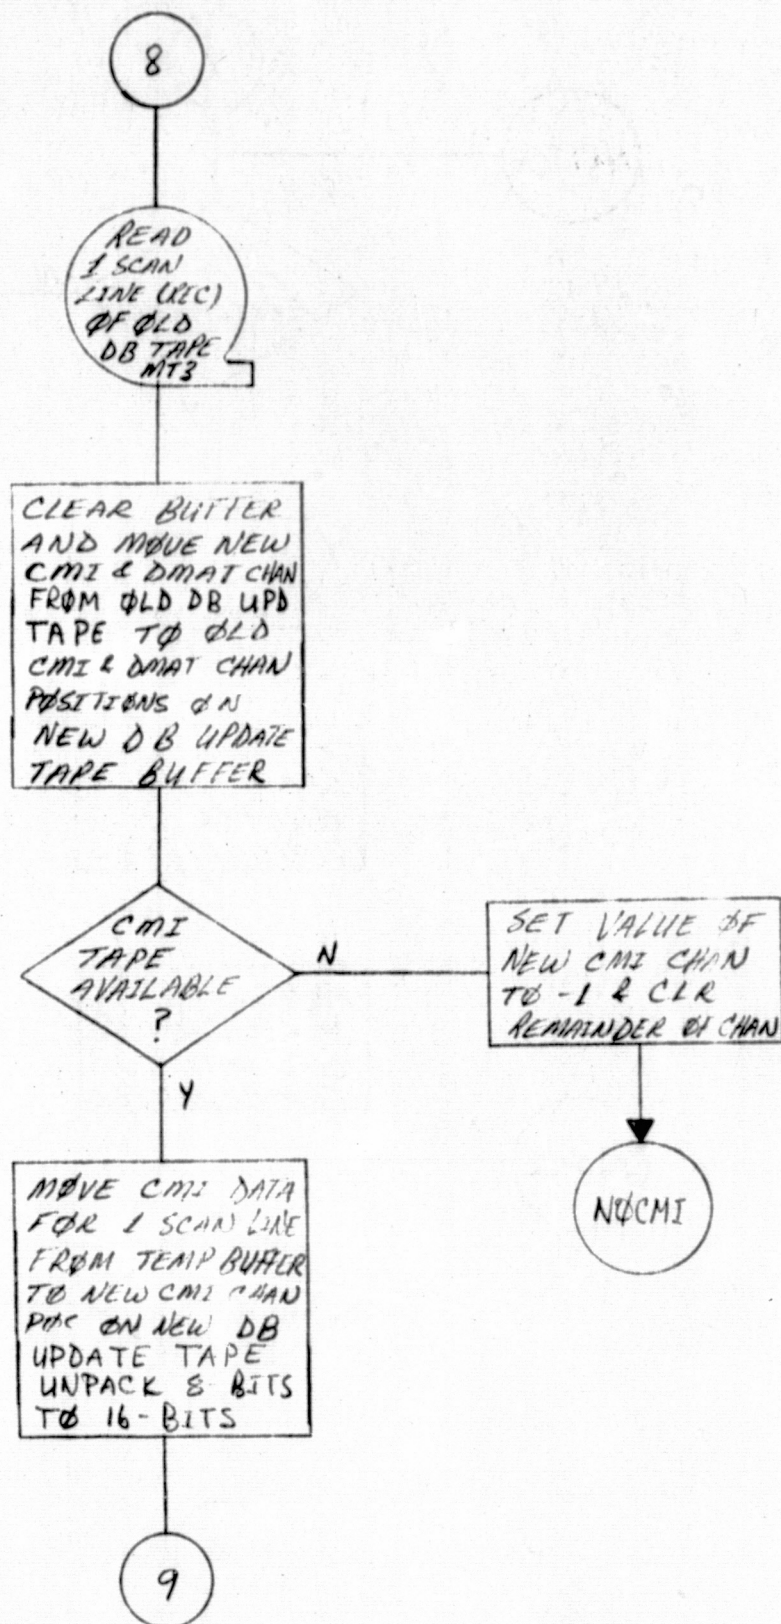 8
READ
1 SCAN
LINE (REC)
ØF ØLD
DB TAPE
MT3
CLEAR BUFFER
AND MØVE NEW
CMI & DMAT CHAN
FRØM ØLD DB UPD
TAPE TØ ØLD
CMI & DMAT CHAN
PØSITIØNS ØN
NEW DB UPDATE
TAPE BUFFER
CMI
TAPE
AVAILABLE
?
N
SET VALUE ØF
NEW CMI CHAN
TØ -1 & CLR
REMAINDER ØF CHAN
Y
NØCMI
MØVE CMI DATA
FØR 1 SCAN LINE
FRØM TEMP BUFFER
TØ NEW CMI CHAN
PØS ØN NEW DB
UPDATE TAPE
UNPACK 8-BITS
TØ 16-BITS
9